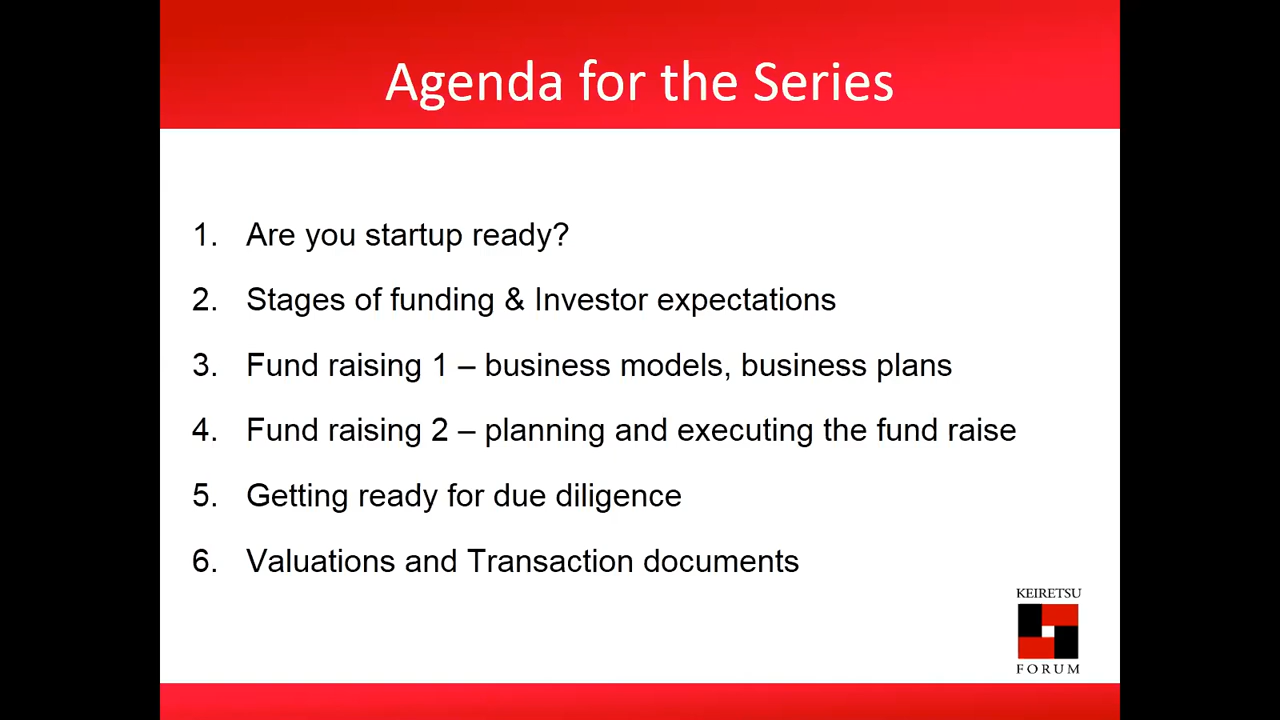 Agenda for the Series
1. Are you startup ready?
2. Stages of funding & Investor expectations
3. Fund raising 1 – business models, business plans
4. Fund raising 2 – planning and executing the fund raise
5. Getting ready for due diligence
6. Valuations and Transaction documents
KEIRETSU
FORUM